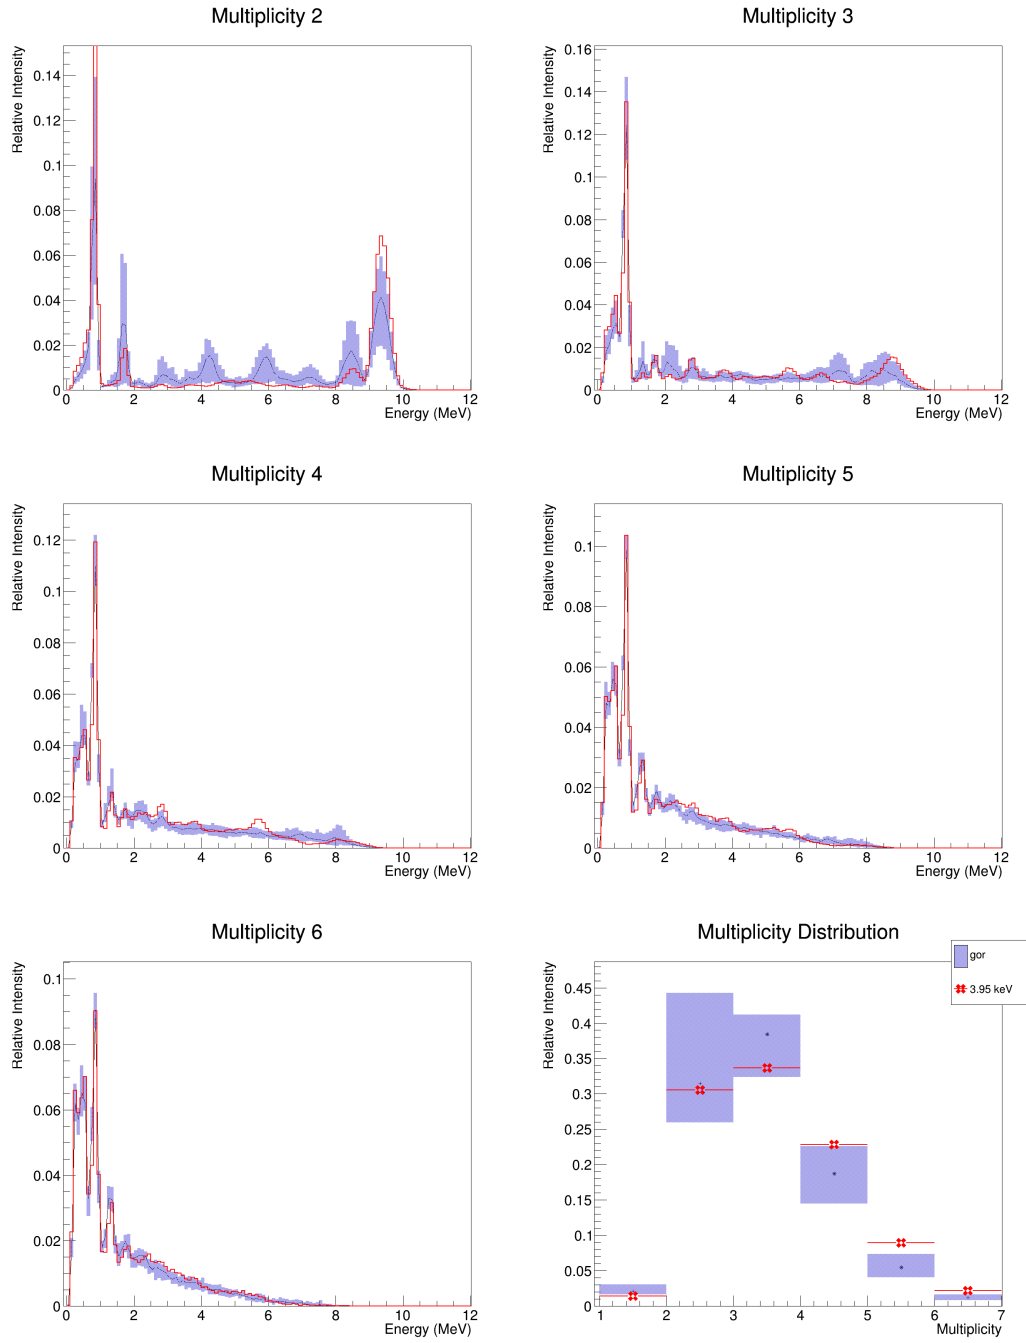 Multiplicity 2
Relative Intensity
0.14
0.12
0.1
0.08
0.06
0.04
0.02
0
0 2 4 6 8 10 12
Energy (MeV)
Multiplicity 3
Relative Intensity
0.16
0.14
0.12
0.1
0.08
0.06
0.04
0.02
0
0 2 4 6 8 10 12
Energy (MeV)
Multiplicity 4
Relative Intensity
0.12
0.1
0.08
0.06
0.04
0.02
0
0 2 4 6 8 10 12
Energy (MeV)
Multiplicity 5
Relative Intensity
0.1
0.08
0.06
0.04
0.02
0
0 2 4 6 8 10 12
Energy (MeV)
Multiplicity 6
Relative Intensity
0.1
0.08
0.06
0.04
0.02
0
0 2 4 6 8 10 12
Energy (MeV)
Multiplicity Distribution
gor
3.95 keV
Relative Intensity
0.45
0.4
0.35
0.3
0.25
0.2
0.15
0.1
0.05
0
1 2 3 4 5 6 7
Multiplicity